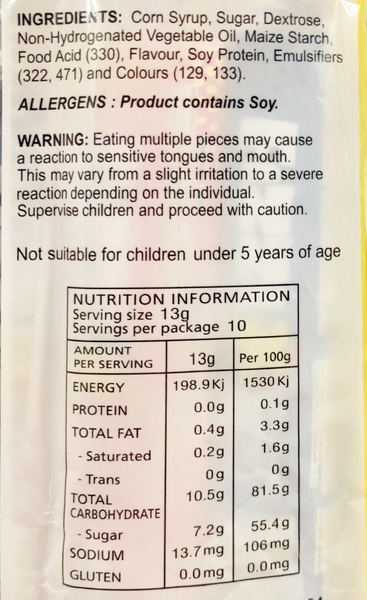 INGREDIENTS: Corn Syrup, Sugar, Dextrose,
Non-Hydrogenated Vegetable Oil, Maize Starch,
Food Acid (330), Flavour, Soy Protein, Emulsifiers
(322, 471) and Colours (129, 133).
ALLERGENS : Product contains Soy.
WARNING: Eating multiple pieces may cause
a reaction to sensitive tongues and mouth.
This may vary from a slight irritation to a severe
reaction depending on the individual.
Supervise children and proceed with caution.
Not suitable for children under 5 years of age
NUTRITION INFORMATION
Serving size 13g
Servings per package 10
AMOUNT
PER SERVING 13g Per 100g
ENERGY 198.9Kj 1530Kj
PROTEIN 0.0g 0.1g
TOTAL FAT 0.4g 3.3g
- Saturated 0.2g 1.6g
- Trans 0g 0g
TOTAL 10.5g 81.5g
CARBOHYDRATE
- Sugar 7.2g 55.4g
SODIUM 13.7mg 106mg
GLUTEN 0.0mg 0.0mg